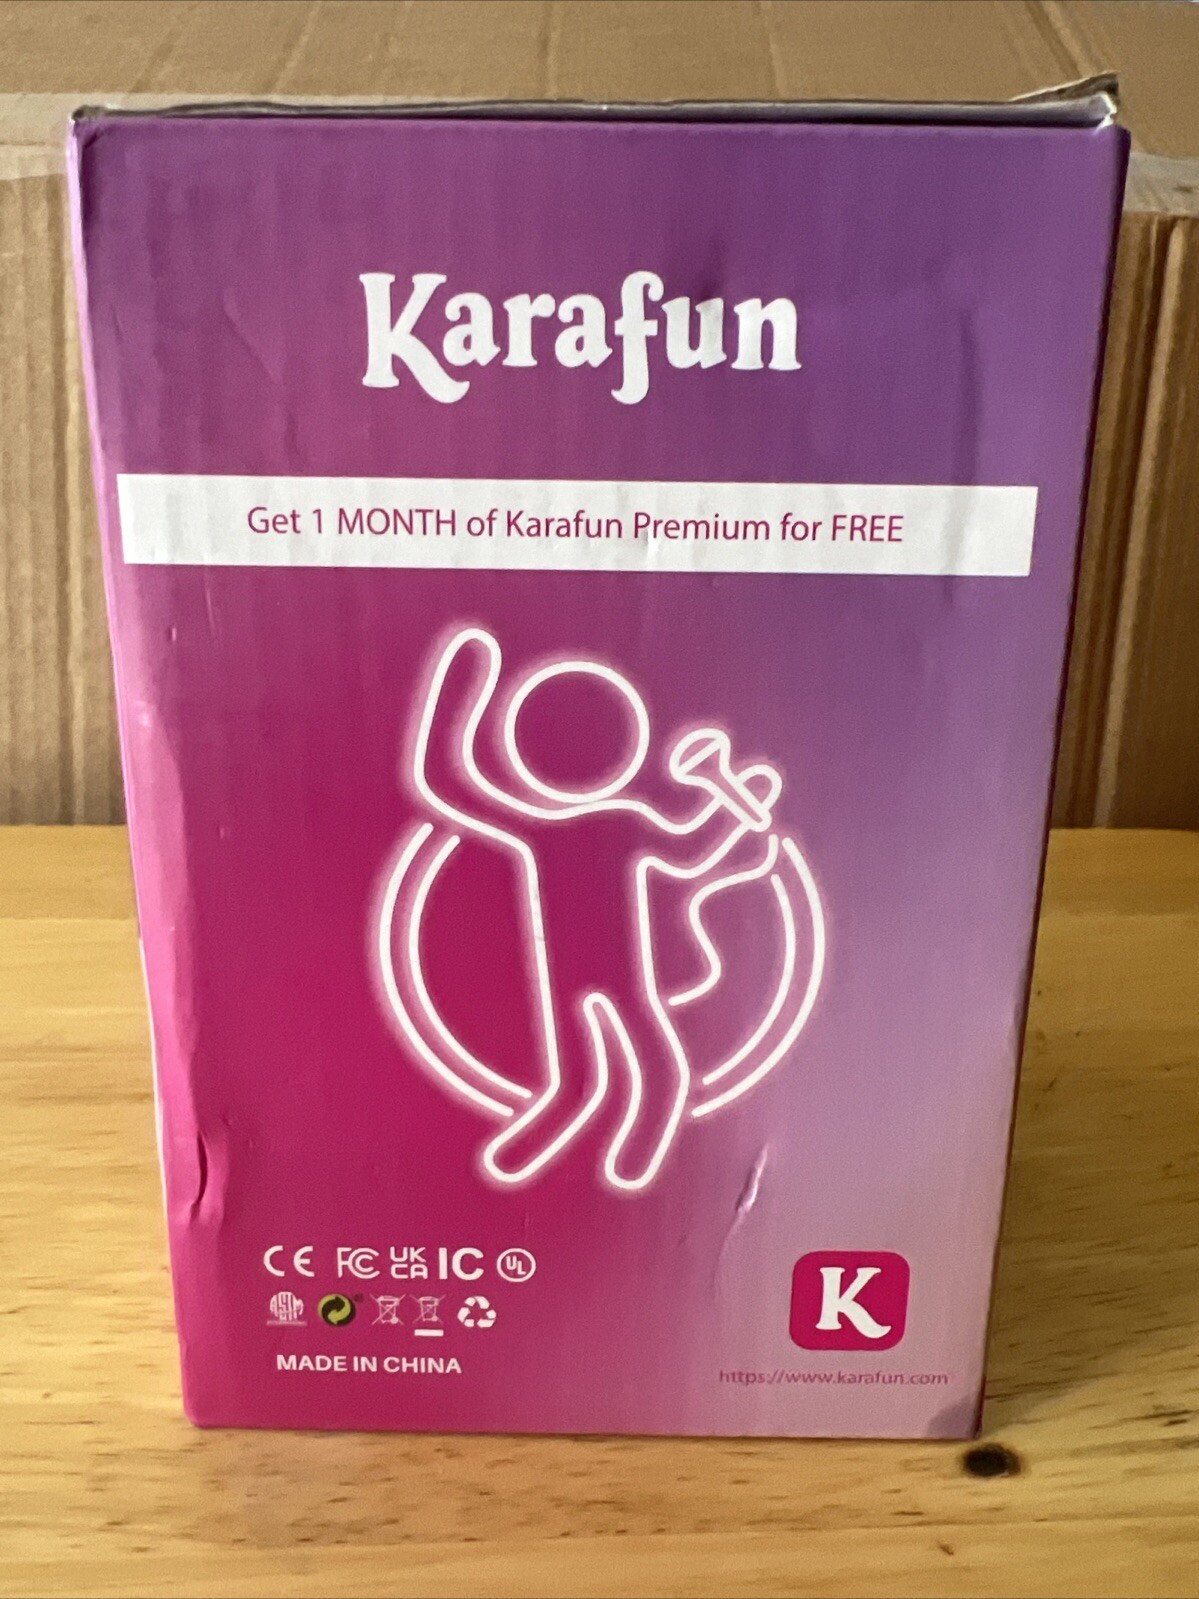 Karafun
Get 1 MONTH of Karafun Premium for FREE
CE FC UK CA IC UL
ASTM
MADE IN CHINA
K
https://www.karafun.com